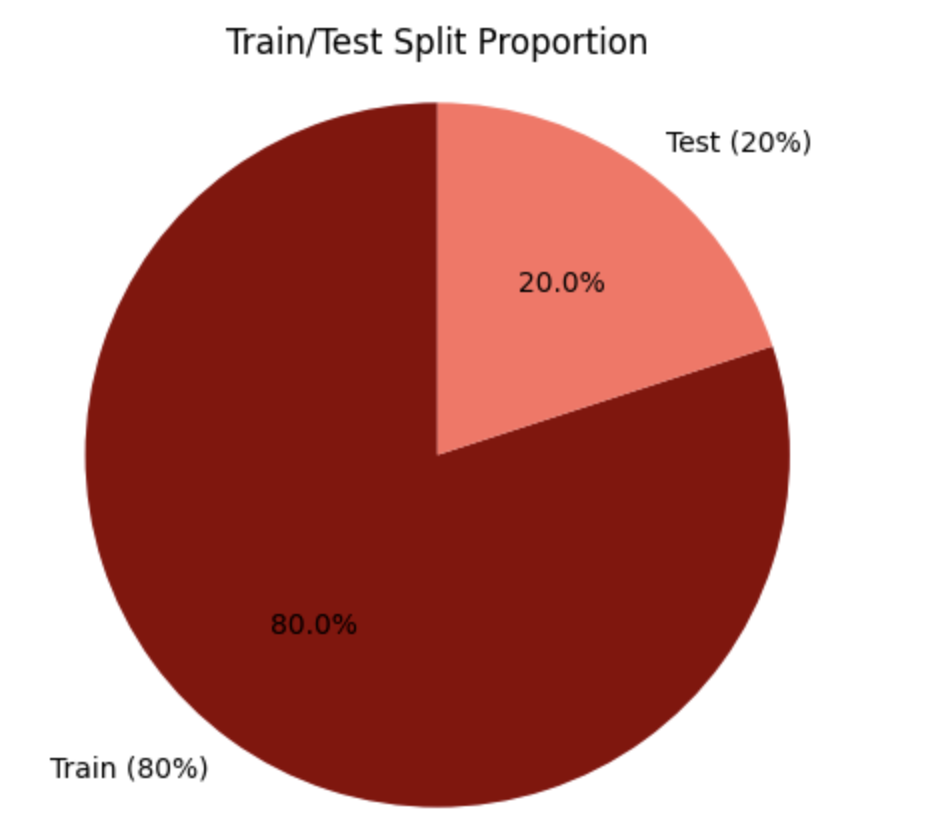 Train/Test Split Proportion
Test (20%)
20.0%
80.0%
Train (80%)